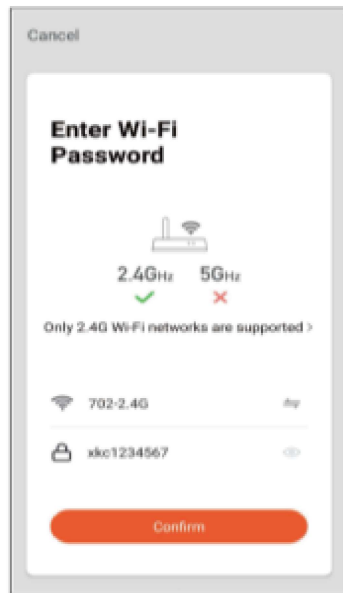 Cancel
Enter Wi-Fi
Password
2.4GHz 5GHz
Only 2.4G Wi-Fi networks are supported >
702-2.4G
xkc1234567
Confirm